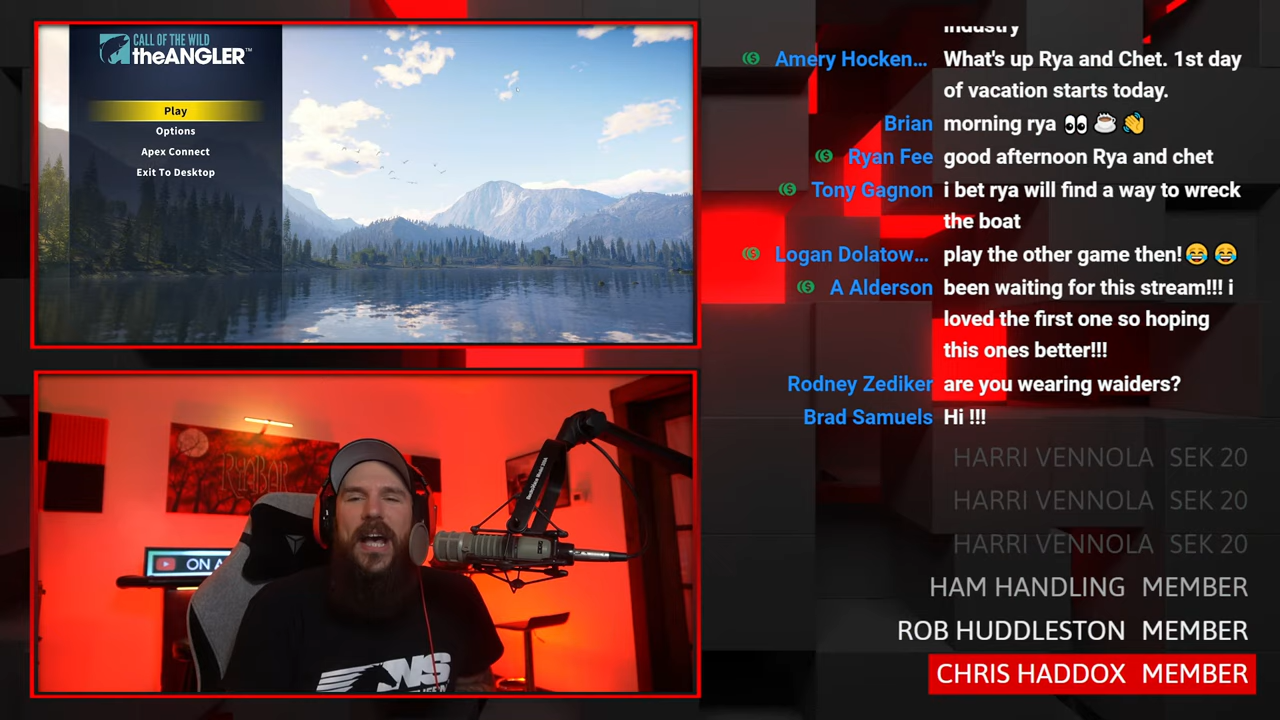 CALL OF THE WILD
theANGLER™
Play
Options
Apex Connect
Exit To Desktop
RYABAR
ON A
NS
industry
Amery Hocken... What's up Rya and Chet. 1st day
of vacation starts today.
Brian morning rya 👀 ☕ 👋
Ryan Fee good afternoon Rya and chet
Tony Gagnon i bet rya will find a way to wreck
the boat
Logan Dolatow... play the other game then!😂 😂
A Alderson been waiting for this stream!!! i
loved the first one so hoping
this ones better!!!
Rodney Zediker are you wearing waiders?
Brad Samuels Hi !!!
HARRI VENNOLA SEK 20
HARRI VENNOLA SEK 20
HARRI VENNOLA SEK 20
HAM HANDLING MEMBER
ROB HUDDLESTON MEMBER
CHRIS HADDOX MEMBER